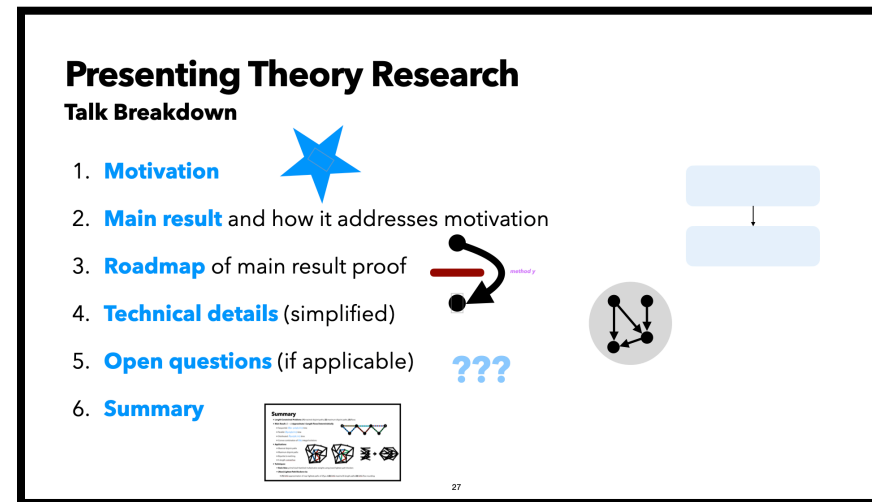 Presenting Theory Research
Talk Breakdown
1. Motivation
2. Main result and how it addresses motivation
3. Roadmap of main result proof
method y
4. Technical details (simplified)
5. Open questions (if applicable)
???
6. Summary
Summary
27